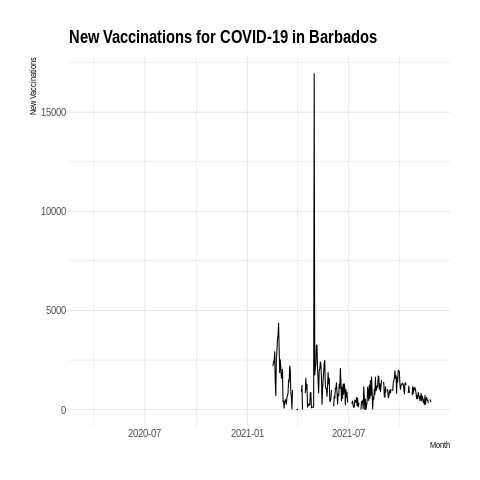 New Vaccinations for COVID-19 in Barbados
New Vaccinations
15000
10000
5000
0
2020-07 2021-01 2021-07
Month